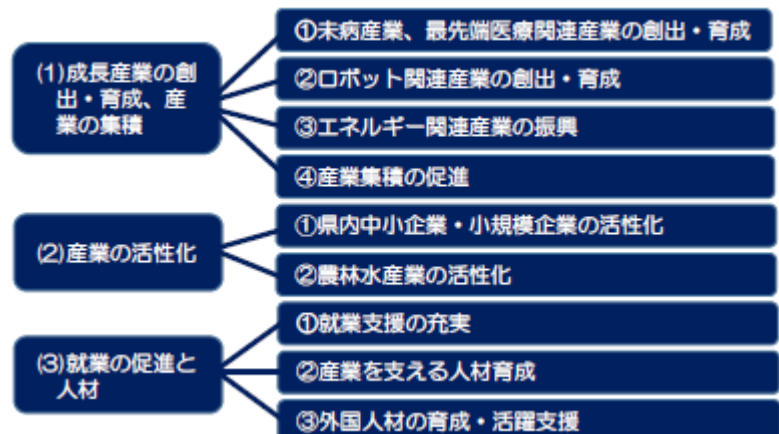 (1)成長産業の創
出・育成、産
業の集積
①未病産業、最先端医療関連産業の創出・育成
②ロボット関連産業の創出・育成
③エネルギー関連産業の振興
④産業集積の促進
(2)産業の活性化
①県内中小企業・小規模企業の活性化
②農林水産業の活性化
(3)就業の促進と
人材
①就業支援の充実
②産業を支える人材育成
③外国人材の育成・活躍支援